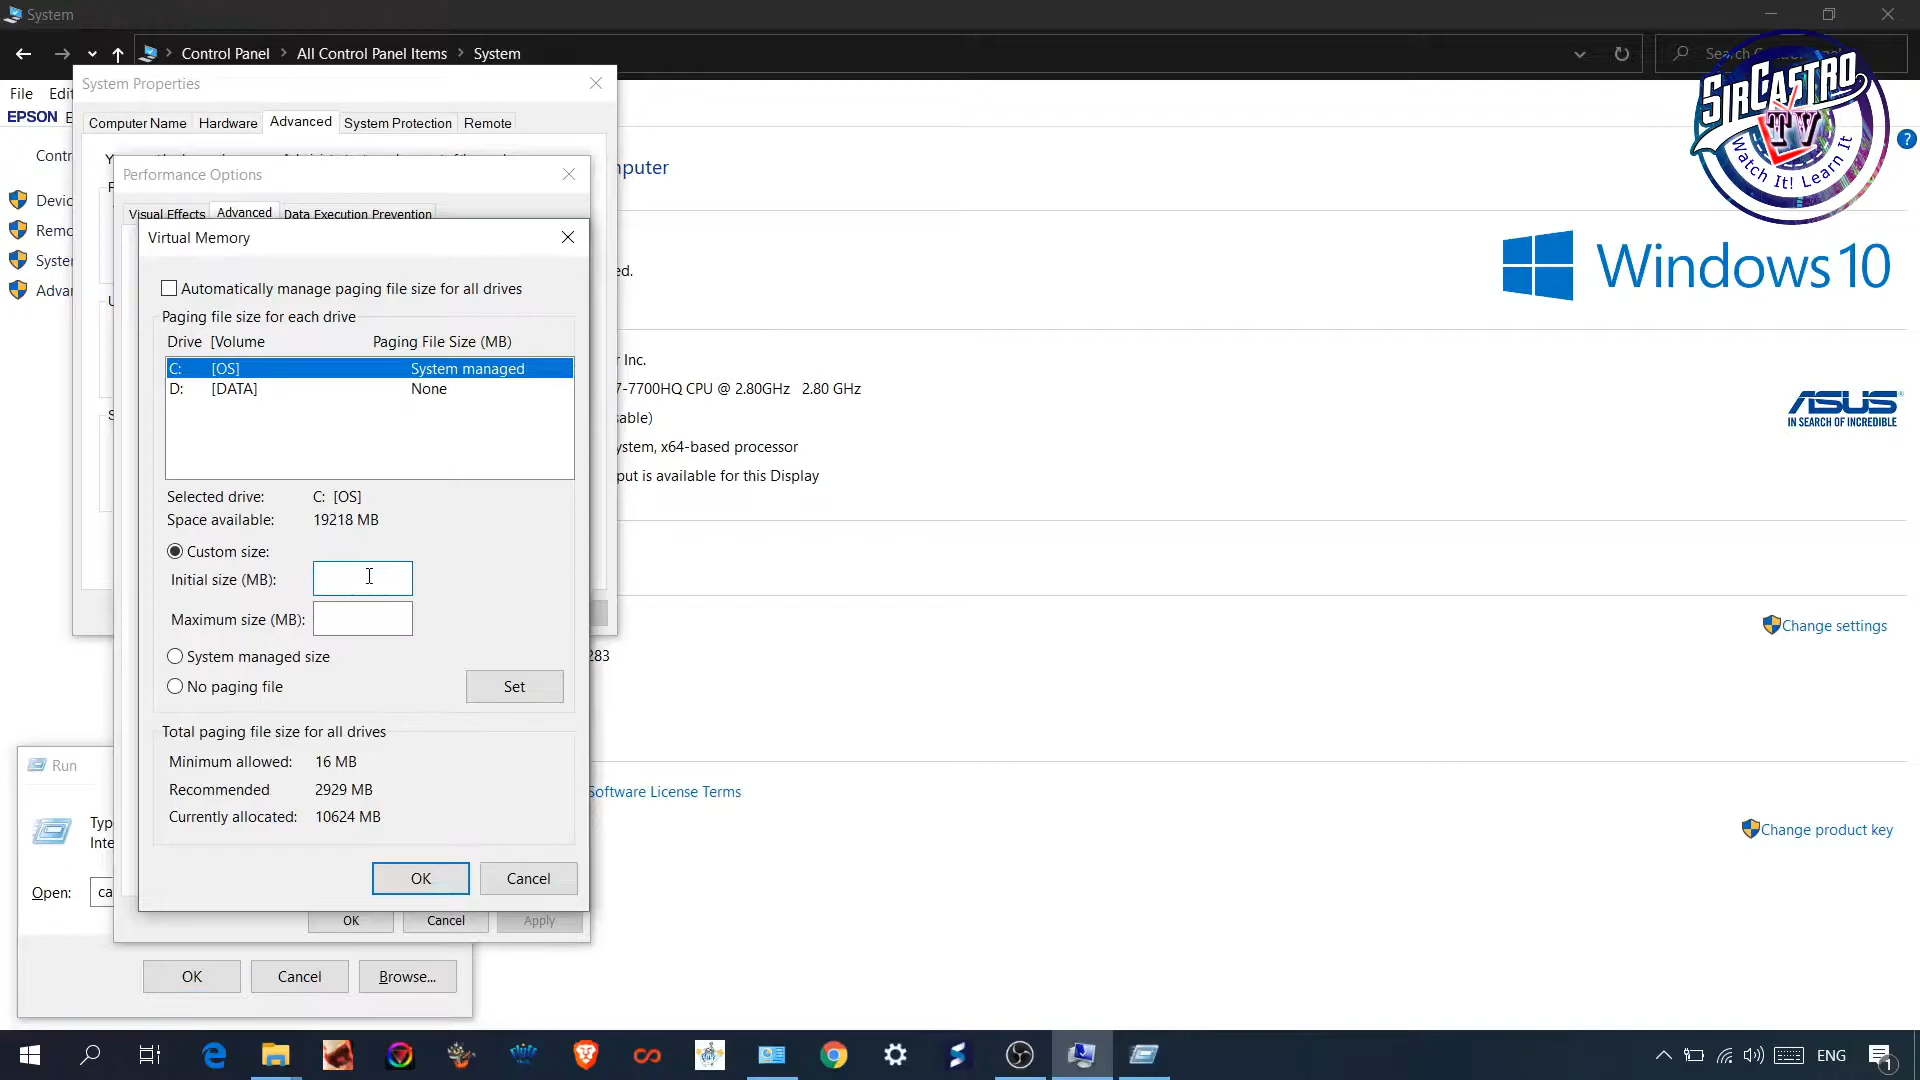 System
Control Panel
All Control Panel Items
System
SIRCASTRO
TV
Watch It! Learn It
File
EPSON
System Properties
Computer Name
Hardware
Advanced
System Protection
Remote
Performance Options
Visual Effects
Advanced
Data Execution Prevention
Virtual Memory
Automatically manage paging file size for all drives
Paging file size for each drive
Drive [Volume
Paging File Size (MB)
C: [OS] System managed
D: [DATA] None
Selected drive: C: [OS]
Space available: 19218 MB
Custom size:
Initial size (MB):
Maximum size (MB):
System managed size
No paging file
Set
Total paging file size for all drives
Minimum allowed: 16 MB
Recommended 2929 MB
Currently allocated: 10624 MB
OK
Cancel
OK
Cancel
Apply
Run
Open: ca
OK
Cancel
Browse...
mputer
?
Windows 10
ed.
r Inc.
7-7700HQ CPU @ 2.80GHz 2.80 GHz
sable)
ystem, x64-based processor
put is available for this Display
ASUS
IN SEARCH OF INCREDIBLE
283
Change settings
Software License Terms
Change product key
ENG
1